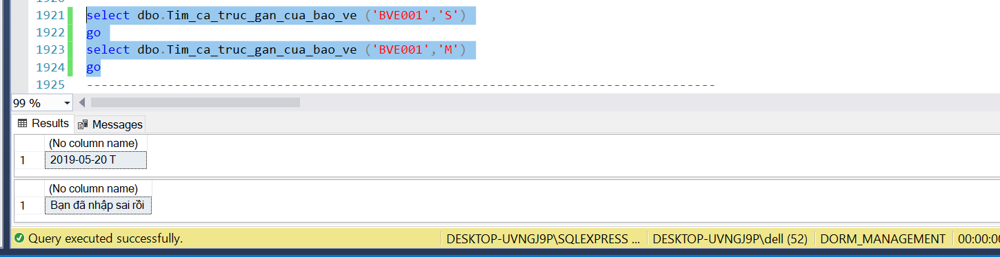 1920
1921 select dbo.Tim_ca_truc_gan_cua_bao_ve ('BVE001','S')
1922 go
1923 select dbo.Tim_ca_truc_gan_cua_bao_ve ('BVE001','M')
1924 go
1925 --------------------------------------------------------------------------------------
99 %
Results Messages
(No column name)
1 2019-05-20 T
(No column name)
1 Bạn đã nhập sai rồi
Query executed successfully. DESKTOP-UVNGJ9P\SQLEXPRESS ... DESKTOP-UVNGJ9P\dell (52) DORM_MANAGEMENT 00:00:00